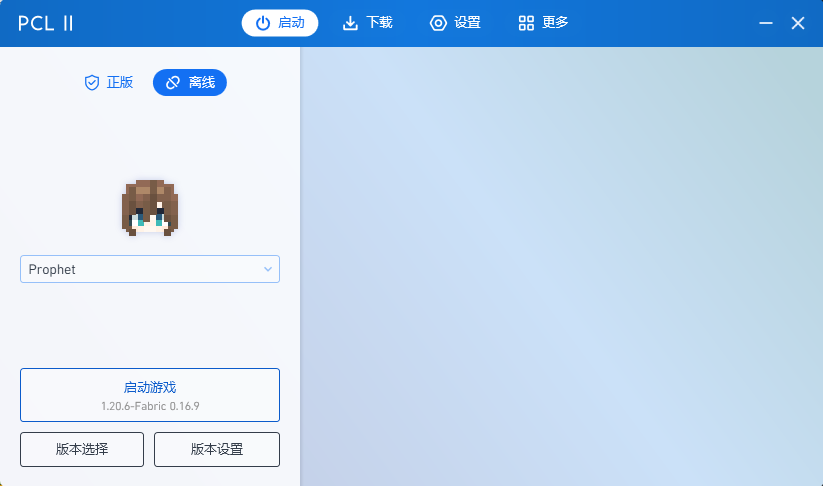 PCL II 启动 下载 设置 更多
正版 离线
Prophet
启动游戏
1.20.6-Fabric 0.16.9
版本选择 版本设置